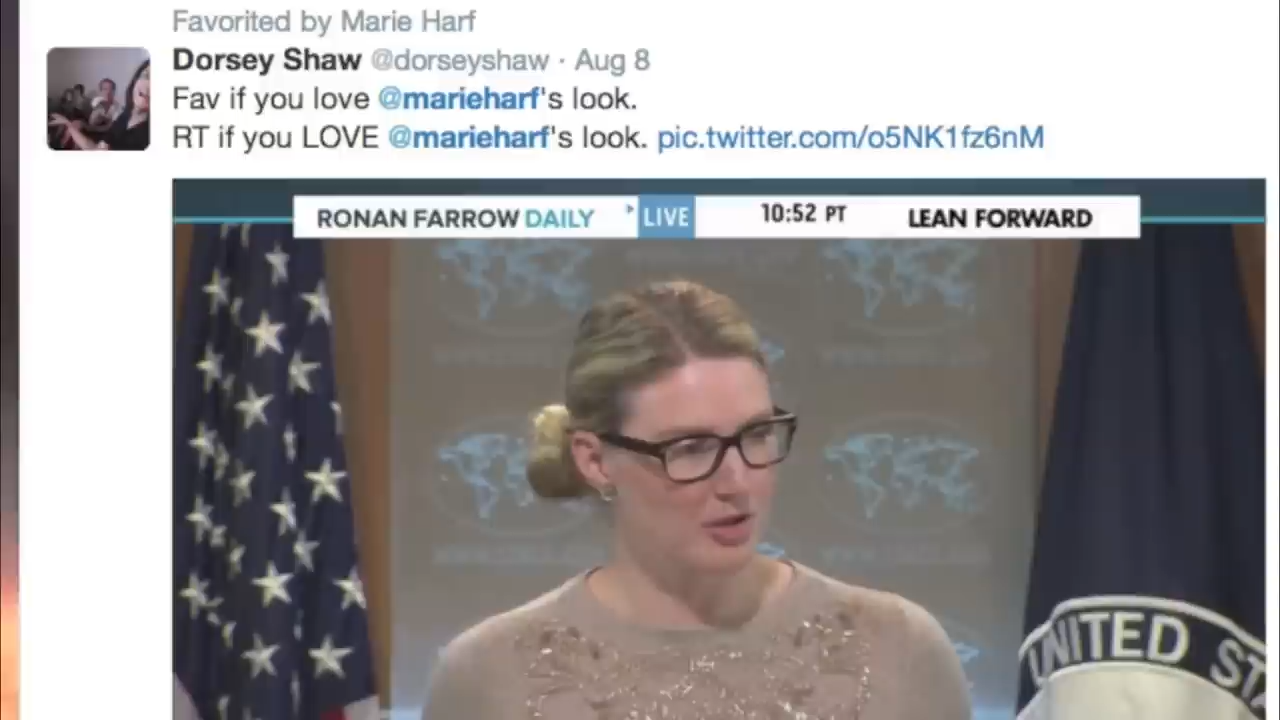 Favorited by Marie Harf
Dorsey Shaw @dorseyshaw · Aug 8
Fav if you love @marieharf's look.
RT if you LOVE @marieharf's look. pic.twitter.com/o5NK1fz6nM
RONAN FARROW DAILY LIVE 10:52 PT LEAN FORWARD
UNITED STA